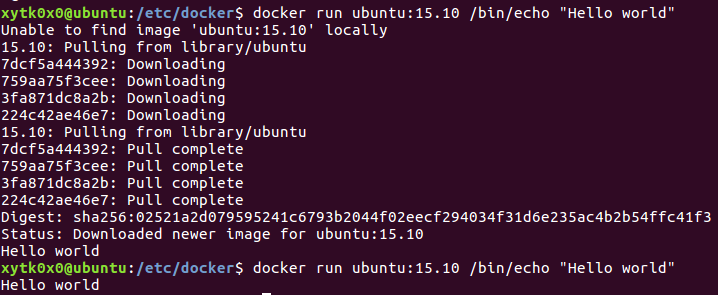 xytk0x0@ubuntu:/etc/docker$ docker run ubuntu:15.10 /bin/echo "Hello world"
Unable to find image 'ubuntu:15.10' locally
15.10: Pulling from library/ubuntu
7dcf5a444392: Downloading
759aa75f3cee: Downloading
3fa871dc8a2b: Downloading
224c42ae46e7: Downloading
15.10: Pulling from library/ubuntu
7dcf5a444392: Pull complete
759aa75f3cee: Pull complete
3fa871dc8a2b: Pull complete
224c42ae46e7: Pull complete
Digest: sha256:02521a2d079595241c6793b2044f02eecf294034f31d6e235ac4b2b54ffc41f3
Status: Downloaded newer image for ubuntu:15.10
Hello world
xytk0x0@ubuntu:/etc/docker$ docker run ubuntu:15.10 /bin/echo "Hello world"
Hello world